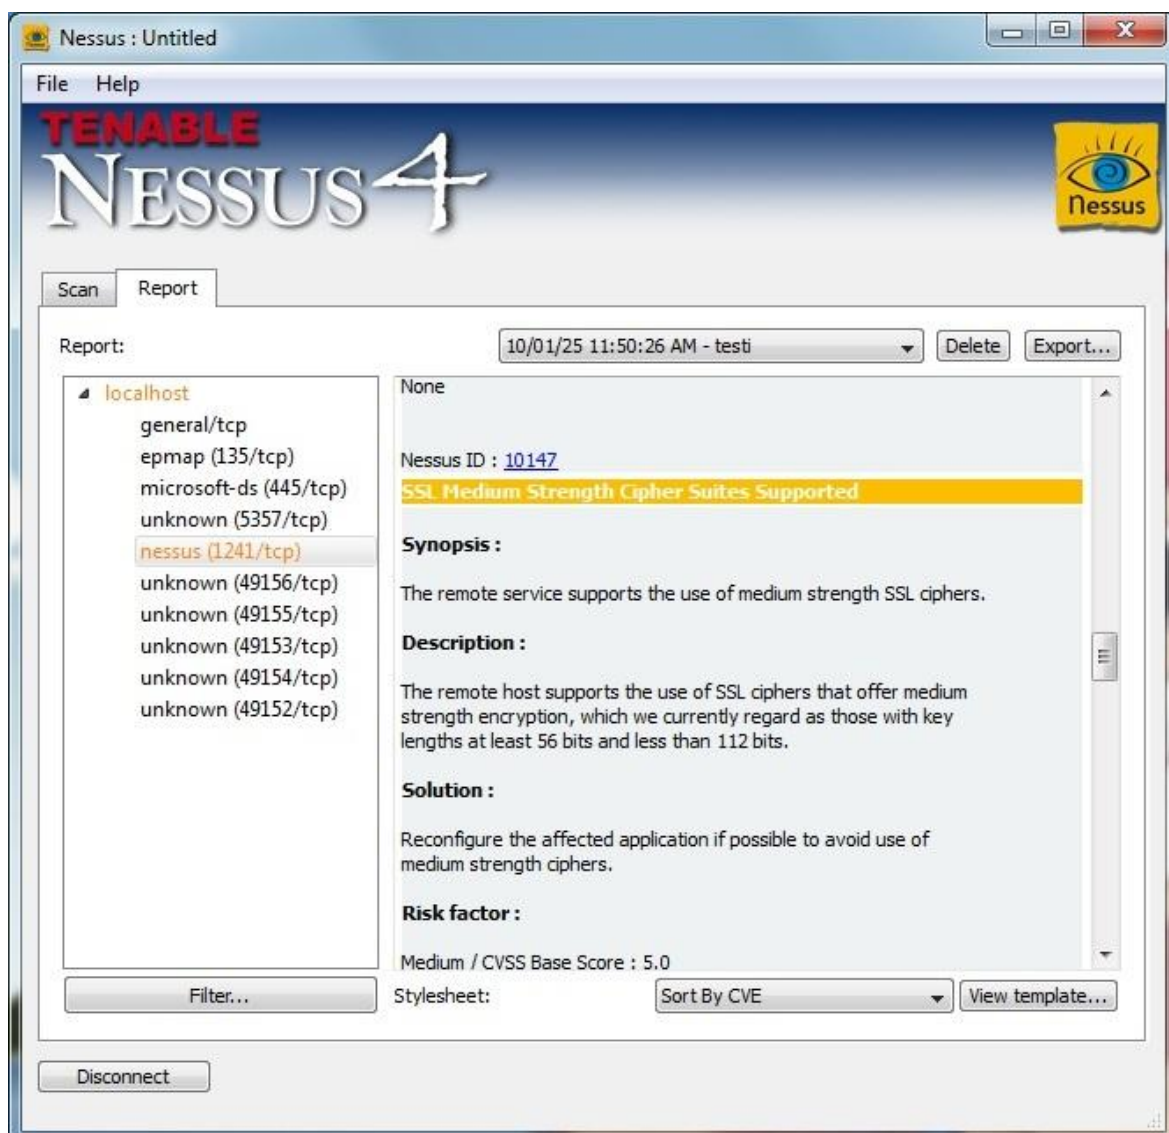 Nessus : Untitled
File Help
TENABLE
NESSUS 4
Nessus
Scan Report
Report:
10/01/25 11:50:26 AM - testi
Delete
Export...
localhost
general/tcp
epmap (135/tcp)
microsoft-ds (445/tcp)
unknown (5357/tcp)
nessus (1241/tcp)
unknown (49156/tcp)
unknown (49155/tcp)
unknown (49153/tcp)
unknown (49154/tcp)
unknown (49152/tcp)
None
Nessus ID : 10147
SSL Medium Strength Cipher Suites Supported
Synopsis :
The remote service supports the use of medium strength SSL ciphers.
Description :
The remote host supports the use of SSL ciphers that offer medium
strength encryption, which we currently regard as those with key
lengths at least 56 bits and less than 112 bits.
Solution :
Reconfigure the affected application if possible to avoid use of
medium strength ciphers.
Risk factor :
Medium / CVSS Base Score : 5.0
Filter...
Stylesheet:
Sort By CVE
View template...
Disconnect